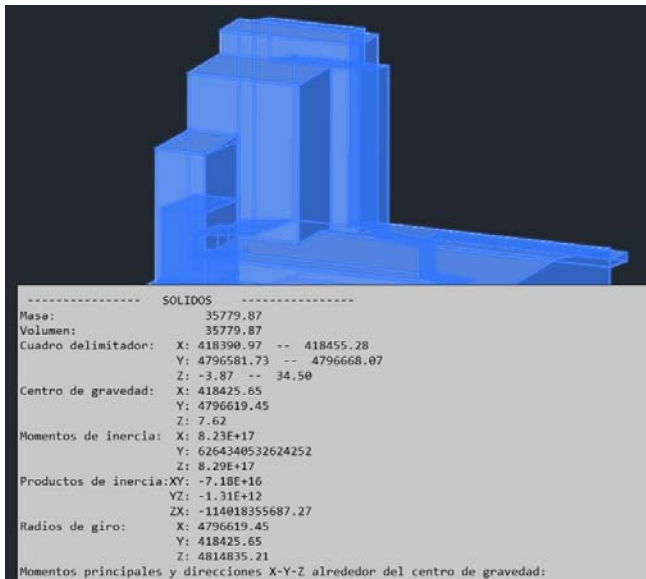 ---------------- SOLIDOS ----------------
Masa: 35779.87
Volumen: 35779.87
Cuadro delimitador: X: 418390.97 -- 418455.28
Y: 4796581.73 -- 4796668.07
Z: -3.87 -- 34.50
Centro de gravedad: X: 418425.65
Y: 4796619.45
Z: 7.62
Momentos de inercia: X: 8.23E+17
Y: 6264340532624252
Z: 8.29E+17
Productos de inercia:XY: -7.18E+16
YZ: -1.31E+12
ZX: -114018355687.27
Radios de giro: X: 4796619.45
Y: 418425.65
Z: 4814835.21
Momentos principales y direcciones X-Y-Z alrededor del centro de gravedad: